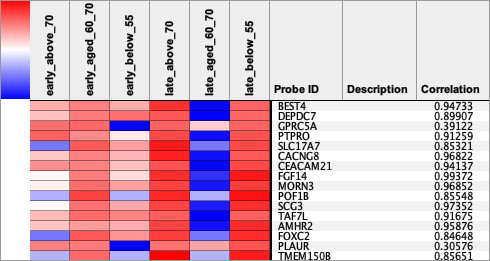 early_above_70
early_aged_60_70
early_below_55
late_above_70
late_aged_60_70
late_below_55
Probe ID Description Correlation
BEST4 0.94733
DEPDC7 0.89907
GPRC5A 0.39122
PTPRO 0.91259
SLC17A7 0.85321
CACNG8 0.96822
CEACAM21 0.94137
FGF14 0.99372
MORN3 0.96852
POF1B 0.85548
SCG3 0.97352
TAF7L 0.91675
AMHR2 0.95876
FOXC2 0.84648
PLAUR 0.30576
TMEM150B 0.85651